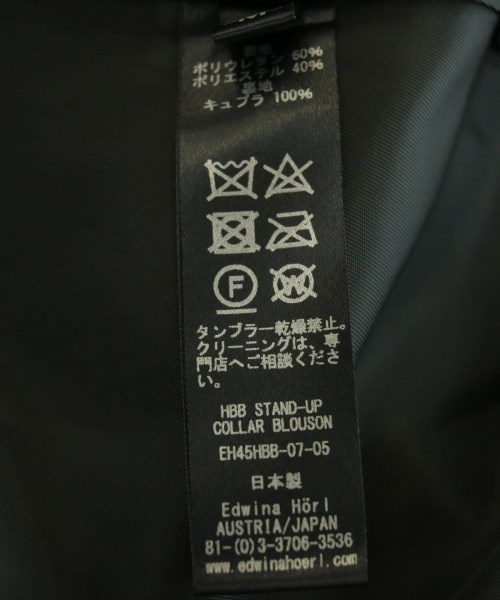 表地
ポリウレタン 60%
ポリエステル 40%
裏地
キュプラ 100%
F
W
タンブラー乾燥禁止。
クリーニングは、専
門店へご相談くださ
い。
HBB STAND-UP
COLLAR BLOUSON
EH45HBB-07-05
日本製
Edwina Hörl
AUSTRIA/JAPAN
81-(0)3-3706-3536
www.edwinahoerl.com